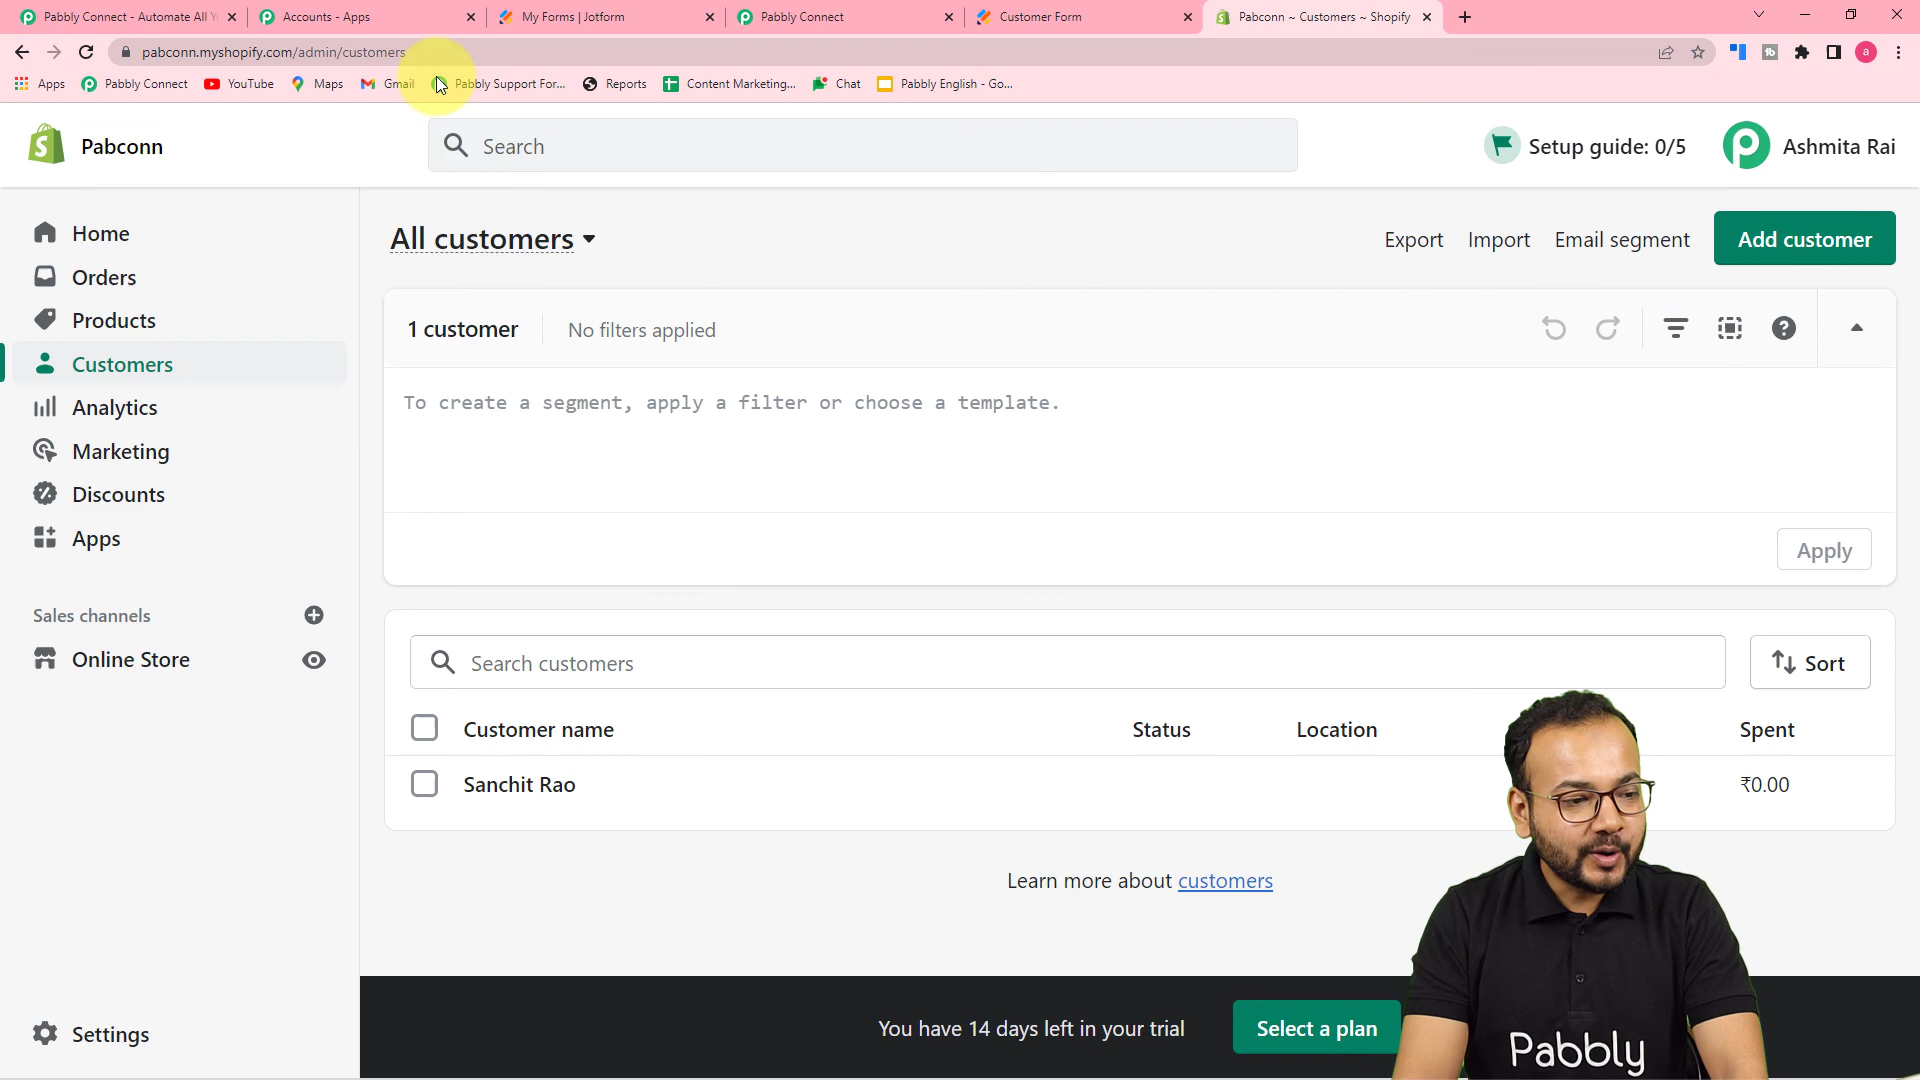 Pabbly Connect - Automate All Y
Accounts - Apps
My Forms | Jotform
Pabbly Connect
Customer Form
Pabconn ~ Customers ~ Shopify
pabconn.myshopify.com/admin/customers
a
Apps
Pabbly Connect
YouTube
Maps
Gmail
Pabbly Support For...
Reports
Content Marketing...
Chat
Pabbly English - Go...
Pabconn
Search
Setup guide: 0/5
Ashmita Rai
Home
Orders
Products
Customers
Analytics
Marketing
Discounts
Apps
Sales channels
Online Store
Settings
All customers
Export
Import
Email segment
Add customer
1 customer
No filters applied
To create a segment, apply a filter or choose a template.
Apply
Search customers
Sort
Customer name
Status
Location
Spent
Sanchit Rao
₹0.00
Learn more about customers
You have 14 days left in your trial
Select a plan
Pabbly